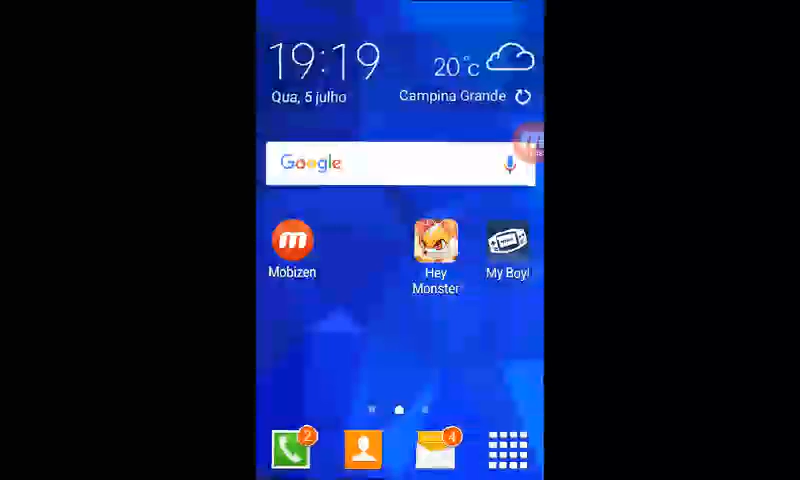 19:19
20°c
Qua, 5 julho
Campina Grande
Google
Mobizen
Hey
Monster
My Boy!
2
4